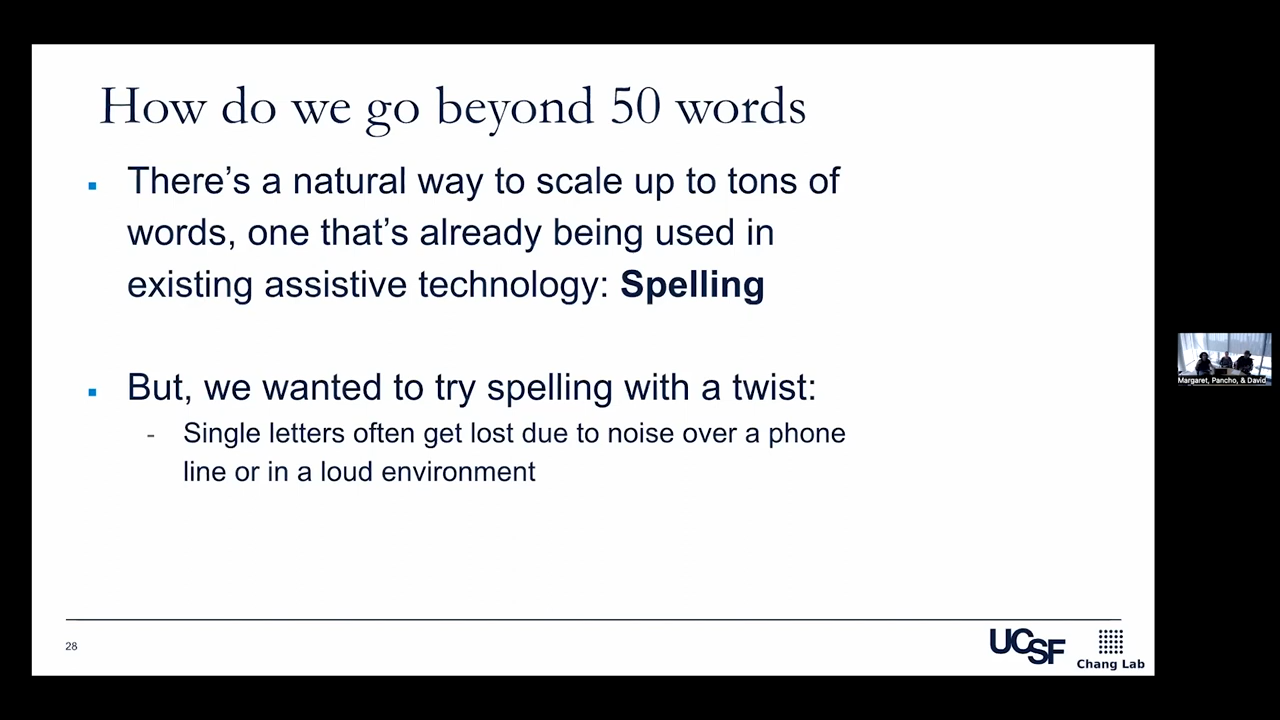 How do we go beyond 50 words
▪ There’s a natural way to scale up to tons of
words, one that’s already being used in
existing assistive technology: Spelling
▪ But, we wanted to try spelling with a twist:
- Single letters often get lost due to noise over a phone
line or in a loud environment
Margaret, Pancho, & David
28
UCSF
Chang Lab